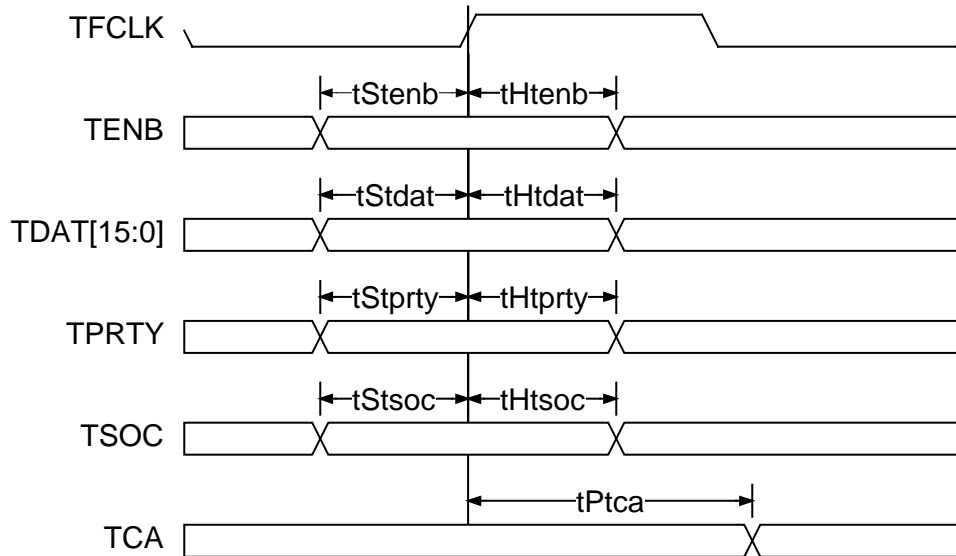 TFCLK
tStenb tHtenb
TENB
tStdat tHtdat
TDAT[15:0]
tStprty tHtprty
TPRTY
tStsoc tHtsoc
TSOC
tPtca
TCA